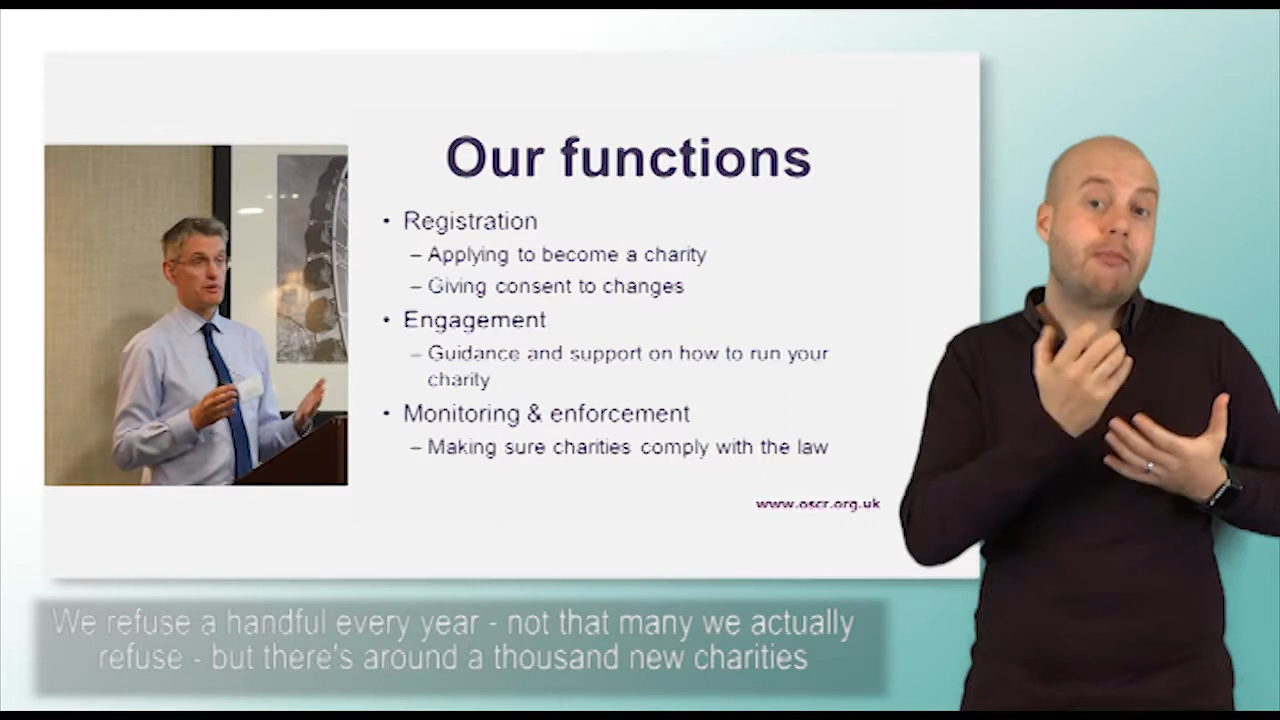 Our functions
• Registration
– Applying to become a charity
– Giving consent to changes
• Engagement
– Guidance and support on how to run your
charity
• Monitoring & enforcement
– Making sure charities comply with the law
www.oscr.org.uk
We refuse a handful every year - not that many we actually
refuse - but there's around a thousand new charities